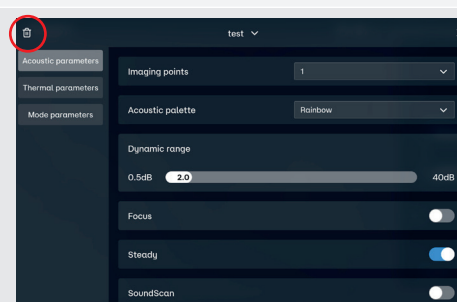 test
Acoustic parameters
Thermal parameters
Mode parameters
Imaging points 1
Acoustic palette Rainbow
Dynamic range
0.5dB 2.0 40dB
Focus
Steady
SoundScan